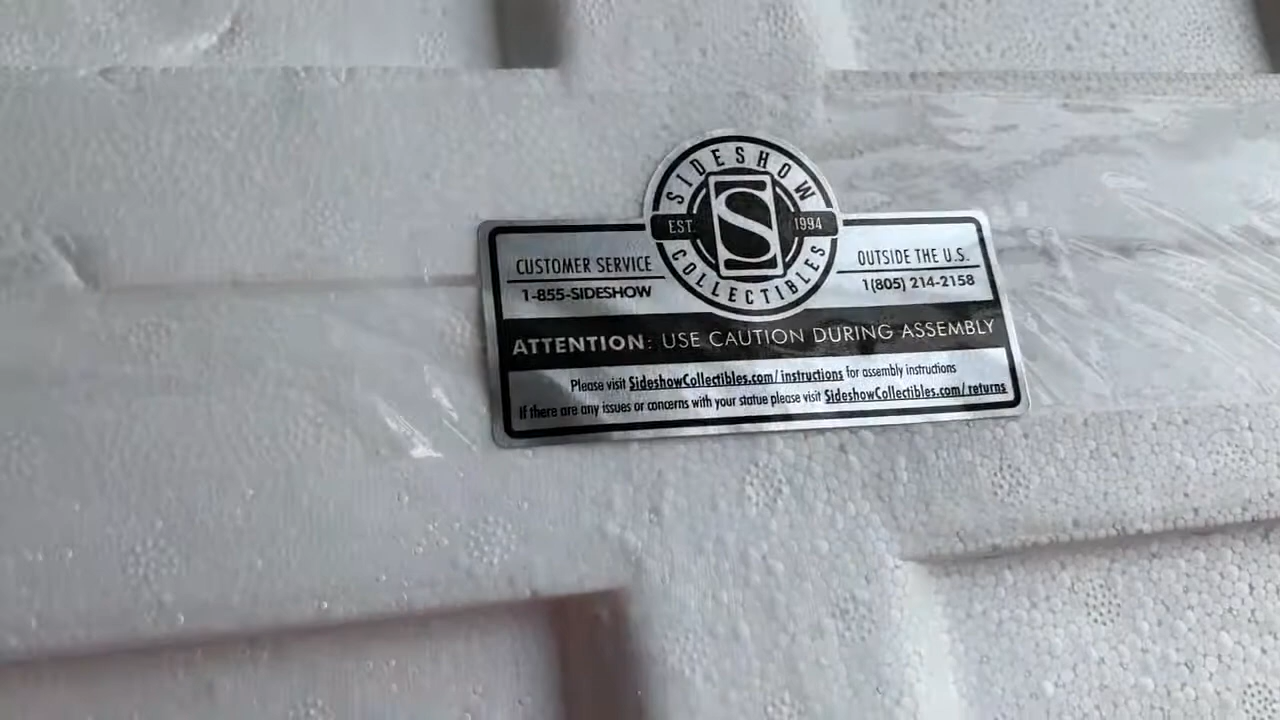 SIDESHOW
EST. 1994
COLLECTIBLES
S
CUSTOMER SERVICE
1-855-SIDESHOW
OUTSIDE THE U.S.
1(805) 214-2158
ATTENTION: USE CAUTION DURING ASSEMBLY
Please visit SideshowCollectibles.com/instructions for assembly instructions
If there are any issues or concerns with your statue please visit SideshowCollectibles.com/returns